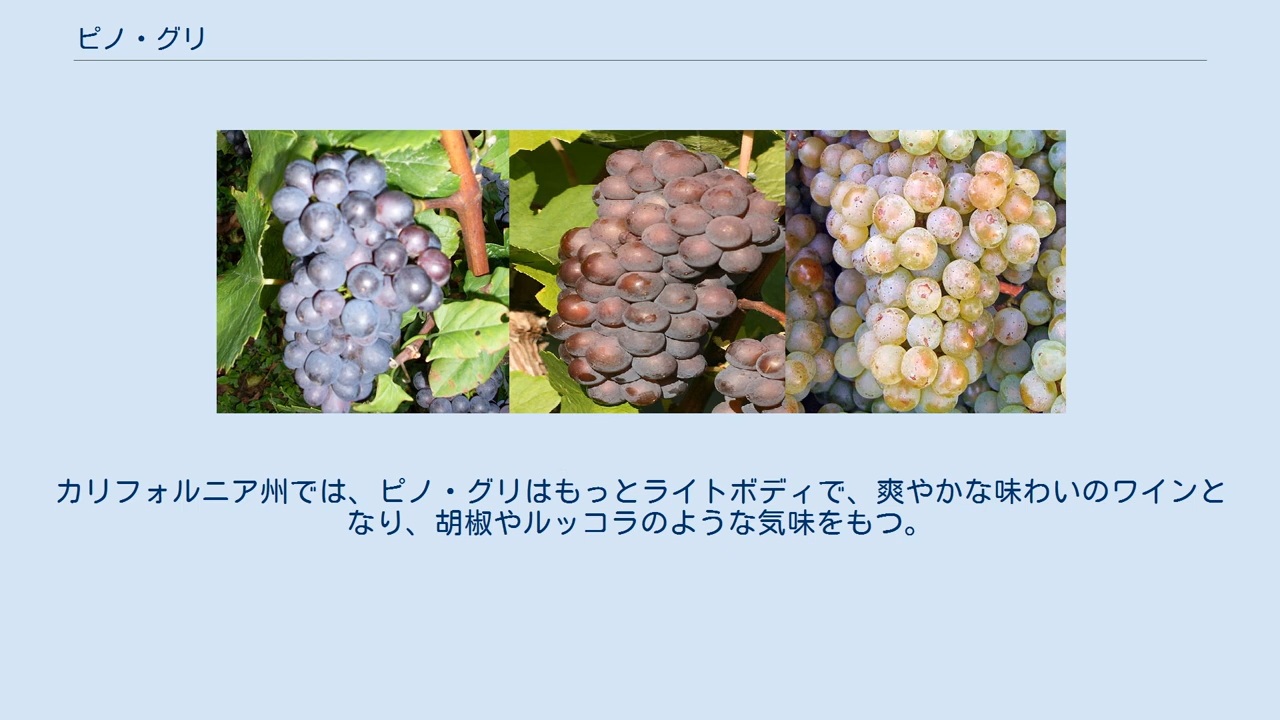 ピノ・グリ
カリフォルニア州では、ピノ・グリはもっとライトボディで、爽やかな味わいのワインと
なり、胡椒やルッコラのような気味をもつ。